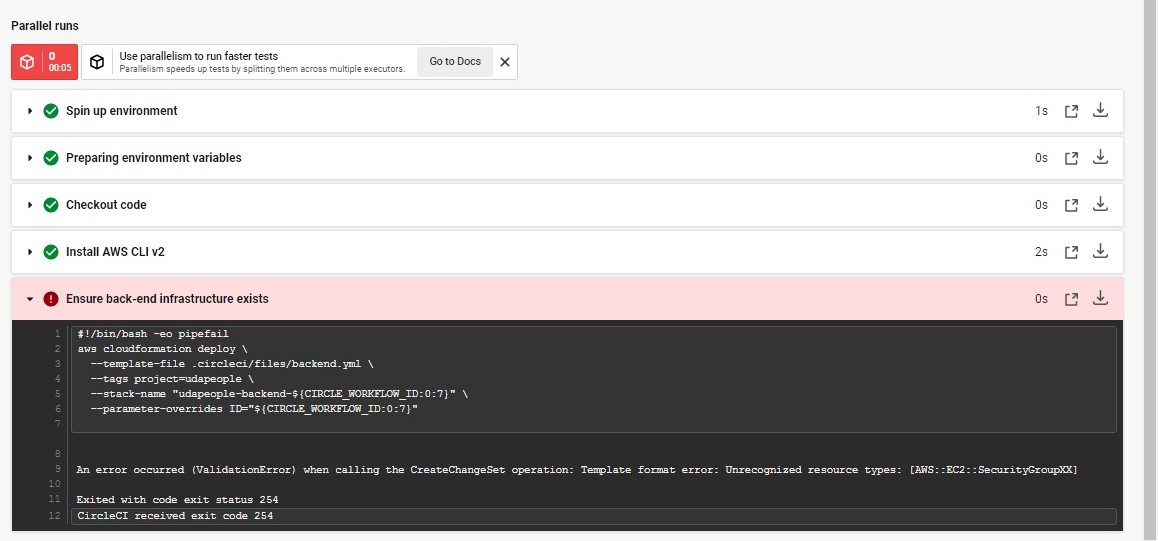 Parallel runs
0
00:05
Use parallelism to run faster tests
Parallelism speeds up tests by splitting them across multiple executors.
Go to Docs
Spin up environment 1s
Preparing environment variables 0s
Checkout code 0s
Install AWS CLI v2 2s
Ensure back-end infrastructure exists 0s
1 #!/bin/bash -eo pipefail
2 aws cloudformation deploy \
3 --template-file .circleci/files/backend.yml \
4 --tags project=udapeople \
5 --stack-name "udapeople-backend-${CIRCLE_WORKFLOW_ID:0:7}" \
6 --parameter-overrides ID="${CIRCLE_WORKFLOW_ID:0:7}"
7
8
9 An error occurred (ValidationError) when calling the CreateChangeSet operation: Template format error: Unrecognized resource types: [AWS::EC2::SecurityGroupXX]
10
11 Exited with code exit status 254
12 CircleCI received exit code 254